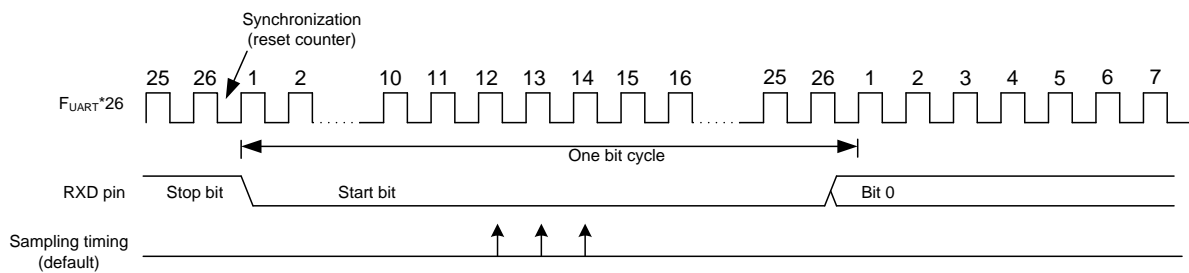 Synchronization
(reset counter)
25 26 1 2 10 11 12 13 14 15 16 25 26 1 2 3 4 5 6 7
FUART*26
One bit cycle
RXD pin Stop bit Start bit Bit 0
Sampling timing
(default)